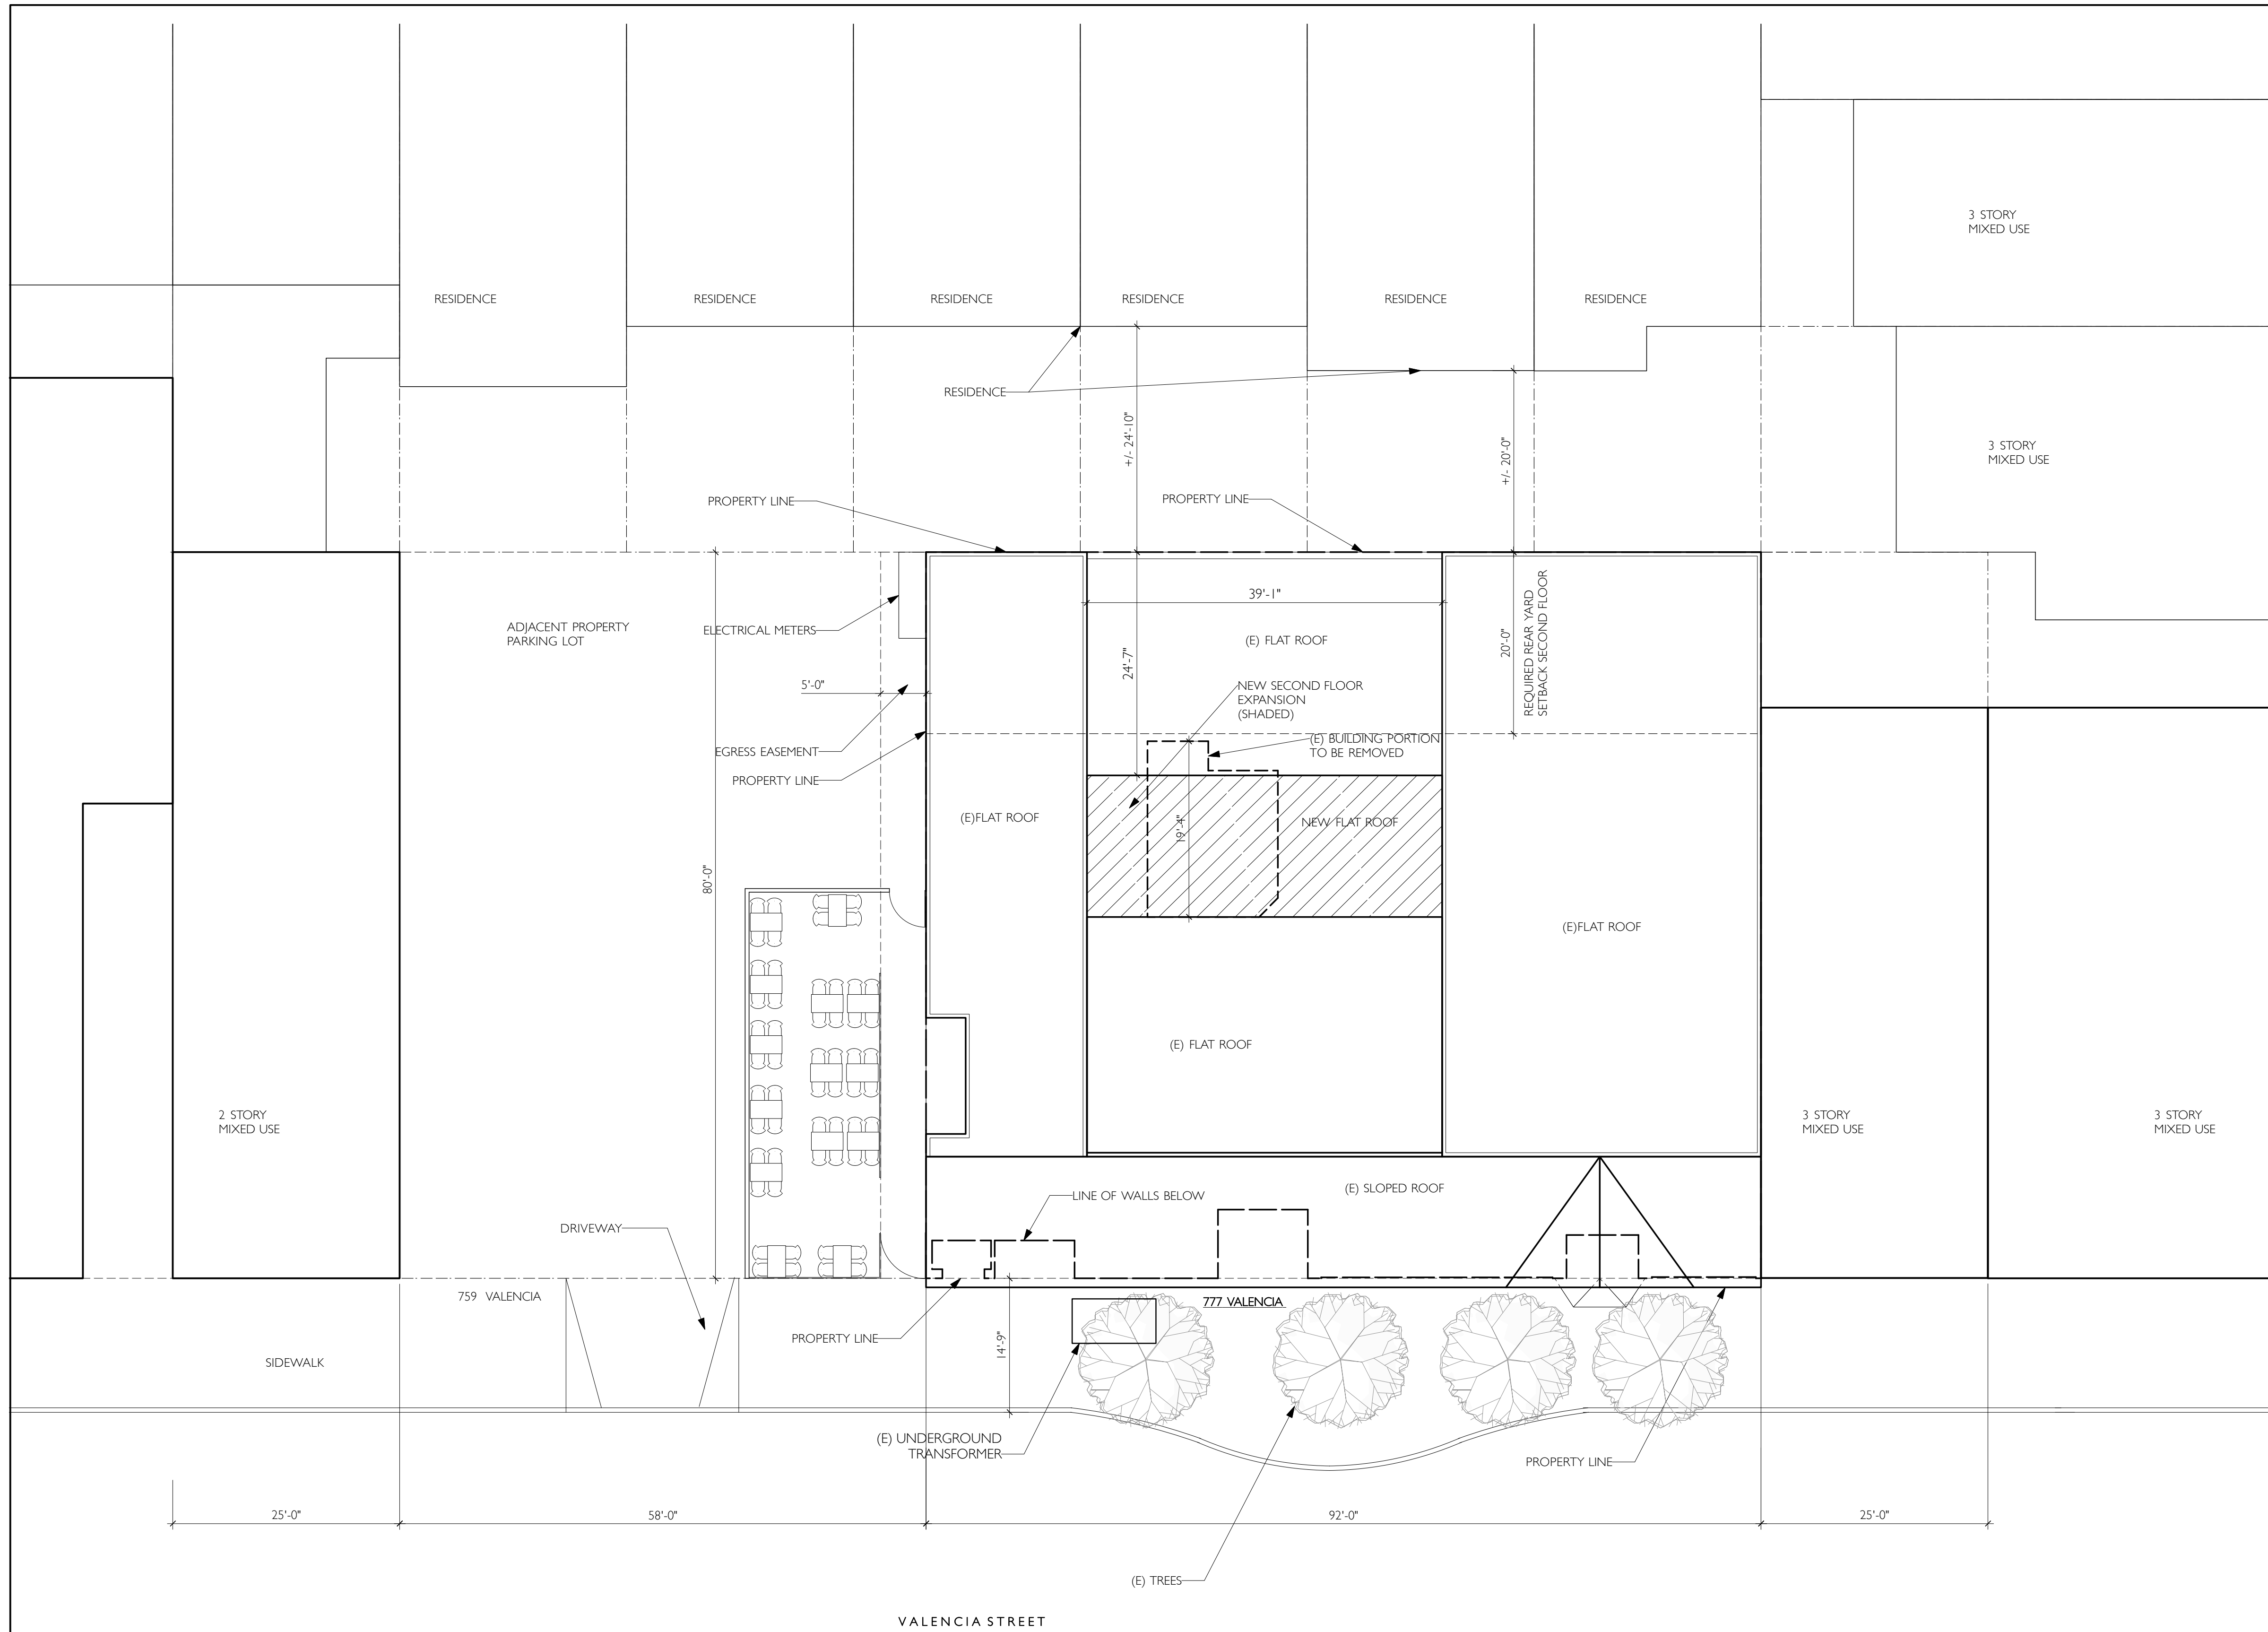 3 STORY
MIXED USE
RESIDENCE
RESIDENCE
RESIDENCE
RESIDENCE
RESIDENCE
RESIDENCE
RESIDENCE
+/- 24'-10"
+/- 20'-0"
3 STORY
MIXED USE
PROPERTY LINE
PROPERTY LINE
39'-1"
ADJACENT PROPERTY
PARKING LOT
ELECTRICAL METERS
(E) FLAT ROOF
20'-0"
REQUIRED REAR YARD
SETBACK SECOND FLOOR
24'-7"
5'-0"
NEW SECOND FLOOR
EXPANSION
(SHADED)
EGRESS EASEMENT
(E) BUILDING PORTION
TO BE REMOVED
PROPERTY LINE
(E)FLAT ROOF
19'-4"
NEW FLAT ROOF
80'-0"
(E)FLAT ROOF
(E) FLAT ROOF
2 STORY
MIXED USE
3 STORY
MIXED USE
3 STORY
MIXED USE
LINE OF WALLS BELOW
(E) SLOPED ROOF
DRIVEWAY
759 VALENCIA
777 VALENCIA
PROPERTY LINE
14'-9"
SIDEWALK
(E) UNDERGROUND
TRANSFORMER
PROPERTY LINE
25'-0"
58'-0"
92'-0"
25'-0"
(E) TREES
VALENCIA STREET